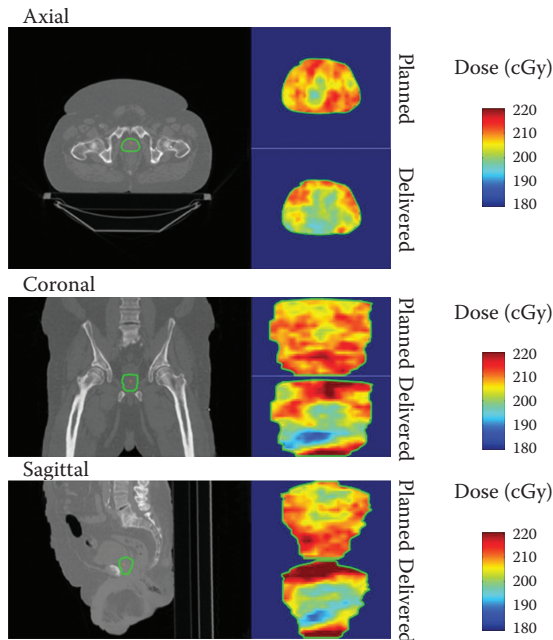 Axial
Planned
Delivered
Dose (cGy)
220
210
200
190
180
Coronal
Planned
Delivered
Dose (cGy)
220
210
200
190
180
Sagittal
Planned
Delivered
Dose (cGy)
220
210
200
190
180